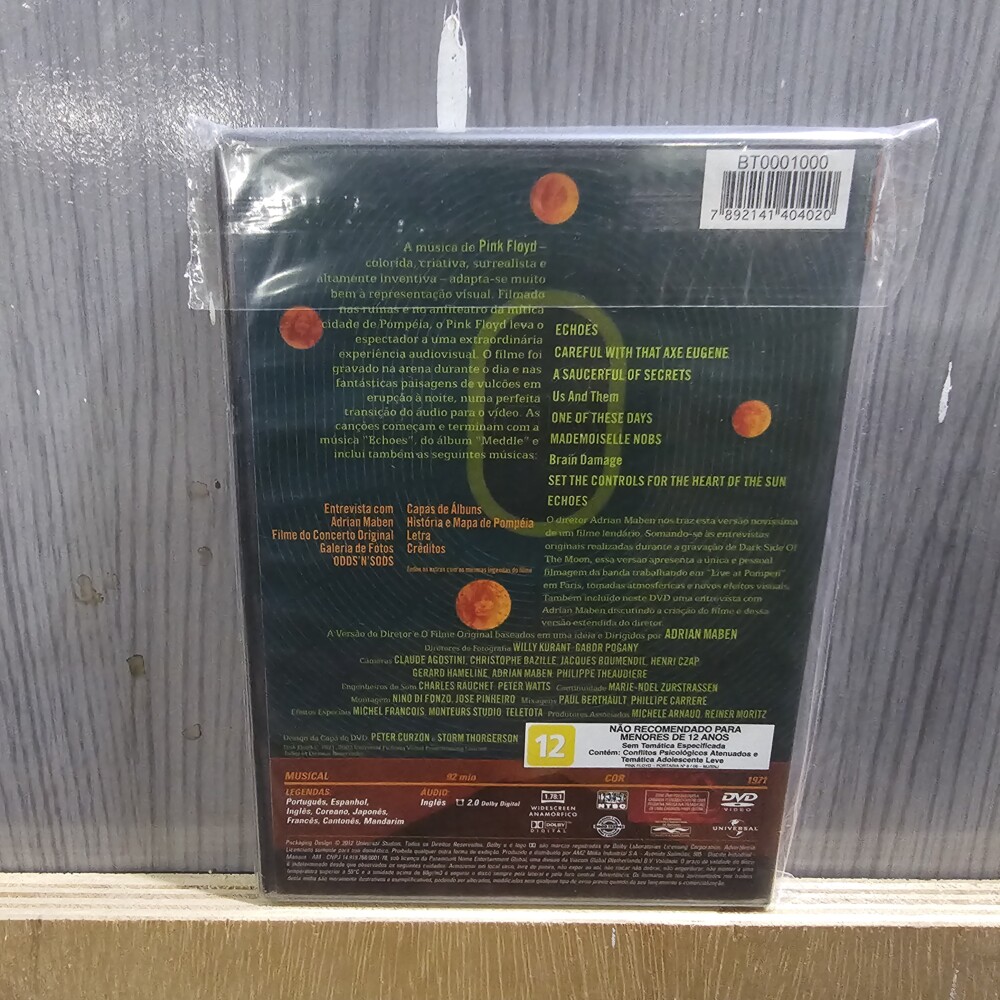 BT0001000
7 892141 404020
A musica do Pink Floyd –
colorida, criativa, surrealista e
altamente inventiva – adapta-se muito
bem à representação visual. Filmado
nas ruínas e no anfiteatro da mítica
cidade de Pompéia, o Pink Floyd leva o
espectador a uma extraordinária
experiência audiovisual. O filme foi
gravado na arena durante o dia e nas
fantásticas paisagens de vulcões em
erupção à noite, numa perfeita
transição do áudio para o vídeo. As
canções começam e terminam com a
música "Echoes", do álbum "Meddle" e
inclui também as seguintes músicas:
ECHOES
CAREFUL WITH THAT AXE EUGENE
A SAUCERFUL OF SECRETS
Us And Them
ONE OF THESE DAYS
MADEMOISELLE NOBS
Brain Damage
SET THE CONTROLS FOR THE HEART OF THE SUN
ECHOES
Entrevista com
Adrian Maben
Filme do Concerto Original
Galeria de Fotos
ODDS'N'SODS
Capas de Álbuns
História e Mapa de Pompéia
Letra
Créditos
O diretor Adrian Maben nos traz esta versão novíssima
de um filme lendário. Somando-se às entrevistas
originais realizadas durante a gravação de Dark Side Of
The Moon, essa versão apresenta a única e pessoal
filmagem da banda trabalhando em "Live at Pompeii"
em Paris, tomadas atmosféricas e novos efeitos visuais.
Também incluído neste DVD uma entrevista com
Adrian Maben discutindo a criação do filme e dessa
versão estendida do diretor.
A Versão do Diretor e O Filme Original baseados em uma ideia e Dirigidos por ADRIAN MABEN
Diretores de Fotografia WILLY KURANT GABOR POGANY
Câmeras CLAUDE AGOSTINI, CHRISTOPHE BAZILLE, JACQUES BOUMENDIL, HENRI CZAP
GERARD HAMELINE, ADRIAN MABEN, PHILIPPE THEAUDIERE
Engenheiros de Som CHARLES RAUCHET PETER WATTS Continuidade MARIE-NOEL ZURSTRASSEN
Montagem NINO DI FONZO, JOSE PINHEIRO Mixagens PAUL BERTHAULT, PHILLIPE CARRERE
Efeitos Especiais MICHEL FRANCOIS, MONTEURS STUDIO, TELETOTA Produtores Associados MICHELE ARNAUD, REINER MORITZ
Design da Capa do DVD: PETER CURZON e STORM THORGERSON
12
NÃO RECOMENDADO PARA
MENORES DE 12 ANOS
Sem Temática Especificada
Contém: Conflitos Psicológicos Atenuados e
Temática Adolescente Leve
MUSICAL 92 min COR 1971
LEGENDAS:
Português, Espanhol,
Inglês, Coreano, Japonês,
Francês, Cantonês, Mandarim
ÁUDIO:
Inglês 2.0 Dolby Digital
1.78:1
WIDESCREEN
ANAMÓRFICO
DOLBY
DIGITAL
NTSC
DVD
VIDEO
UNIVERSAL